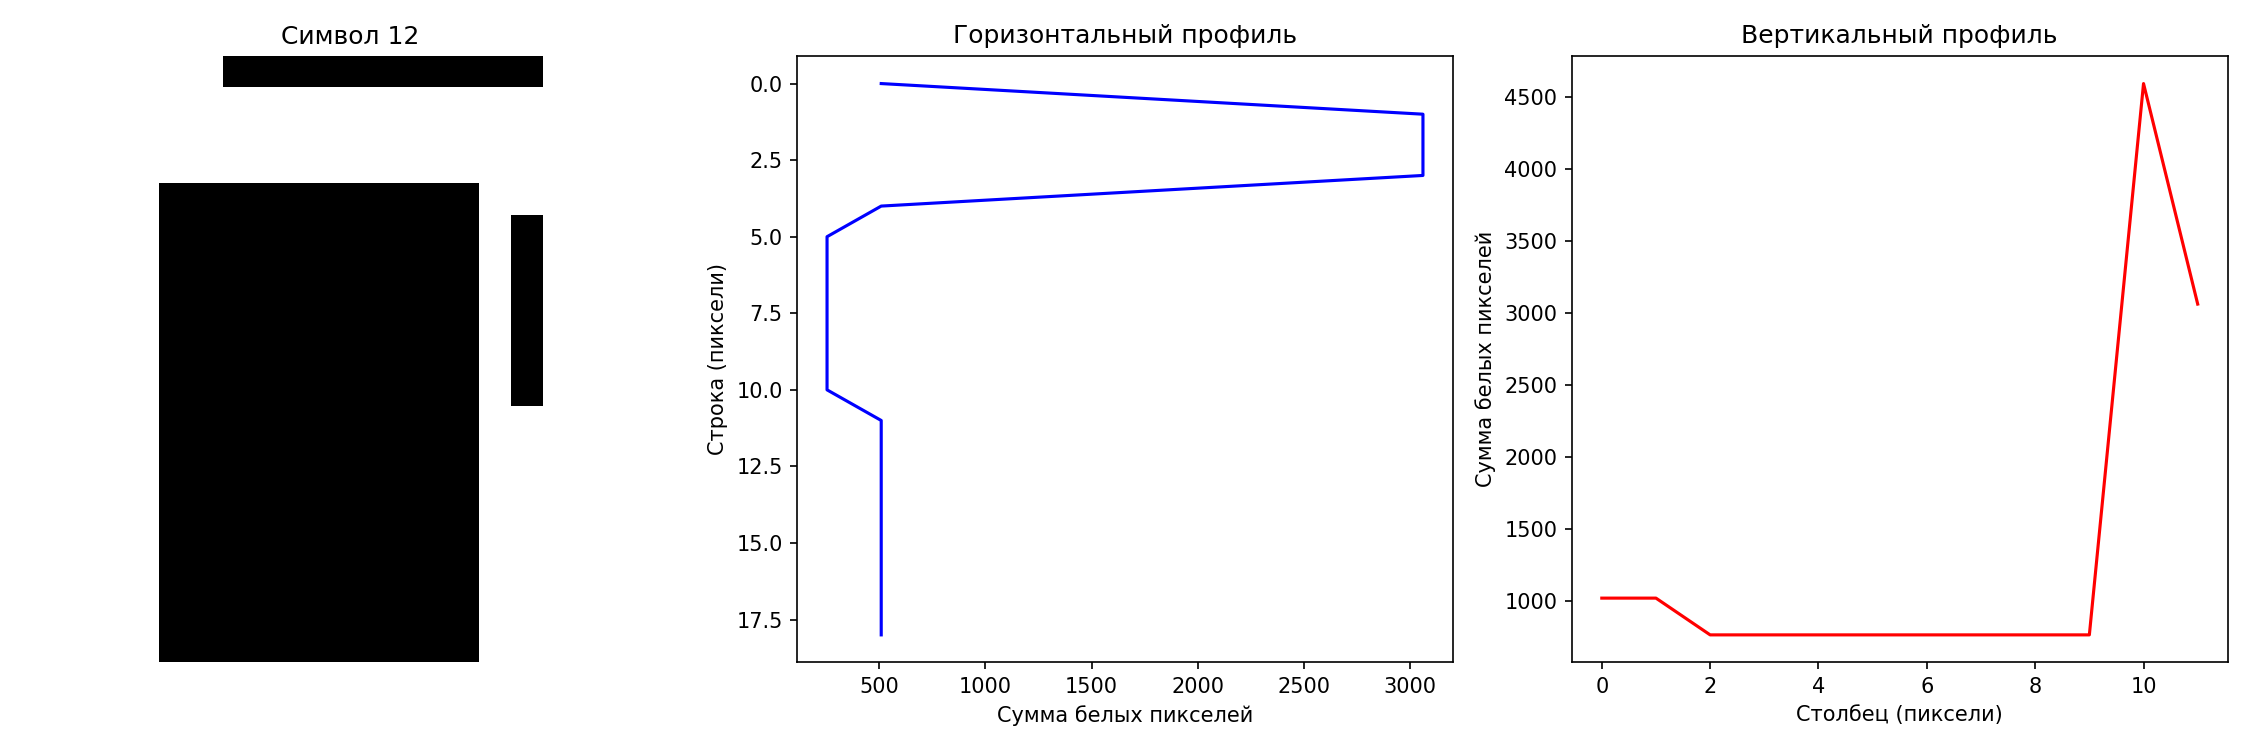 Символ 12
Горизонтальный профиль
0.0
2.5
5.0
7.5
10.0
12.5
15.0
17.5
Строка (пиксели)
500 1000 1500 2000 2500 3000
Сумма белых пикселей
Вертикальный профиль
4500
4000
3500
3000
2500
2000
1500
1000
Сумма белых пикселей
0 2 4 6 8 10
Столбец (пиксели)